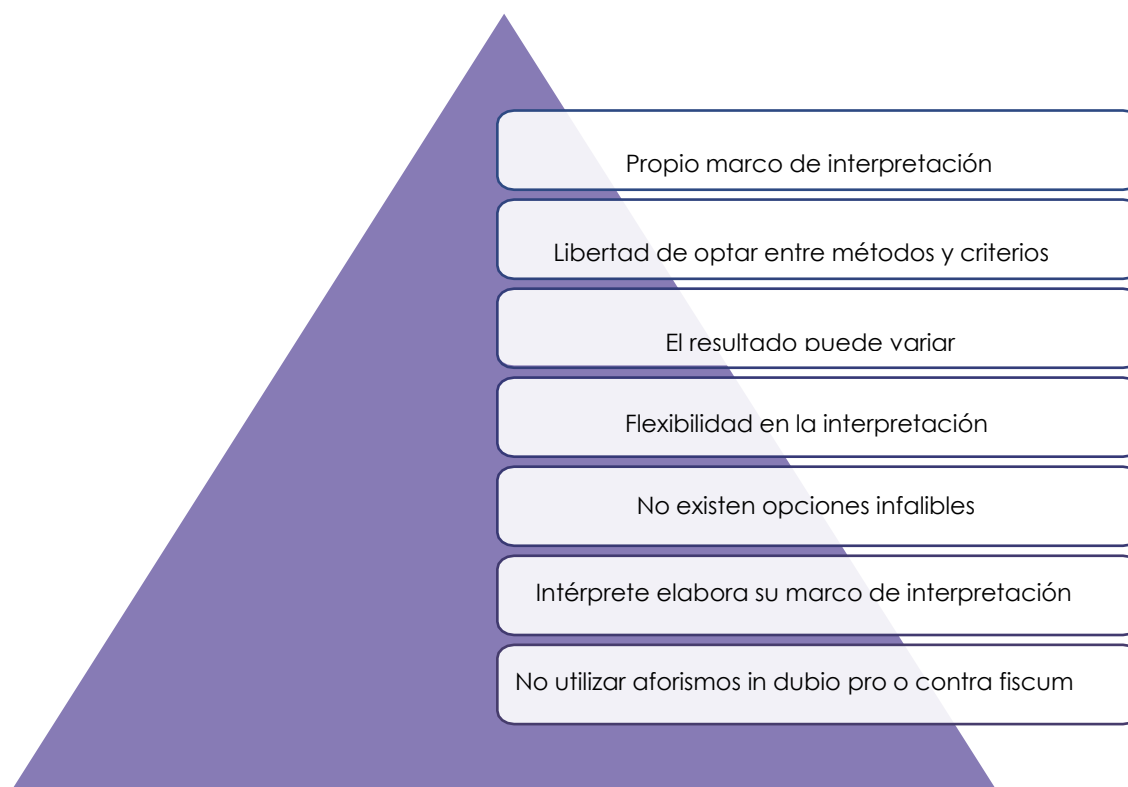 Propio marco de interpretación
Libertad de optar entre métodos y criterios
El resultado puede variar
Flexibilidad en la interpretación
No existen opciones infalibles
Intérprete elabora su marco de interpretación
No utilizar aforismos in dubio pro o contra fiscum